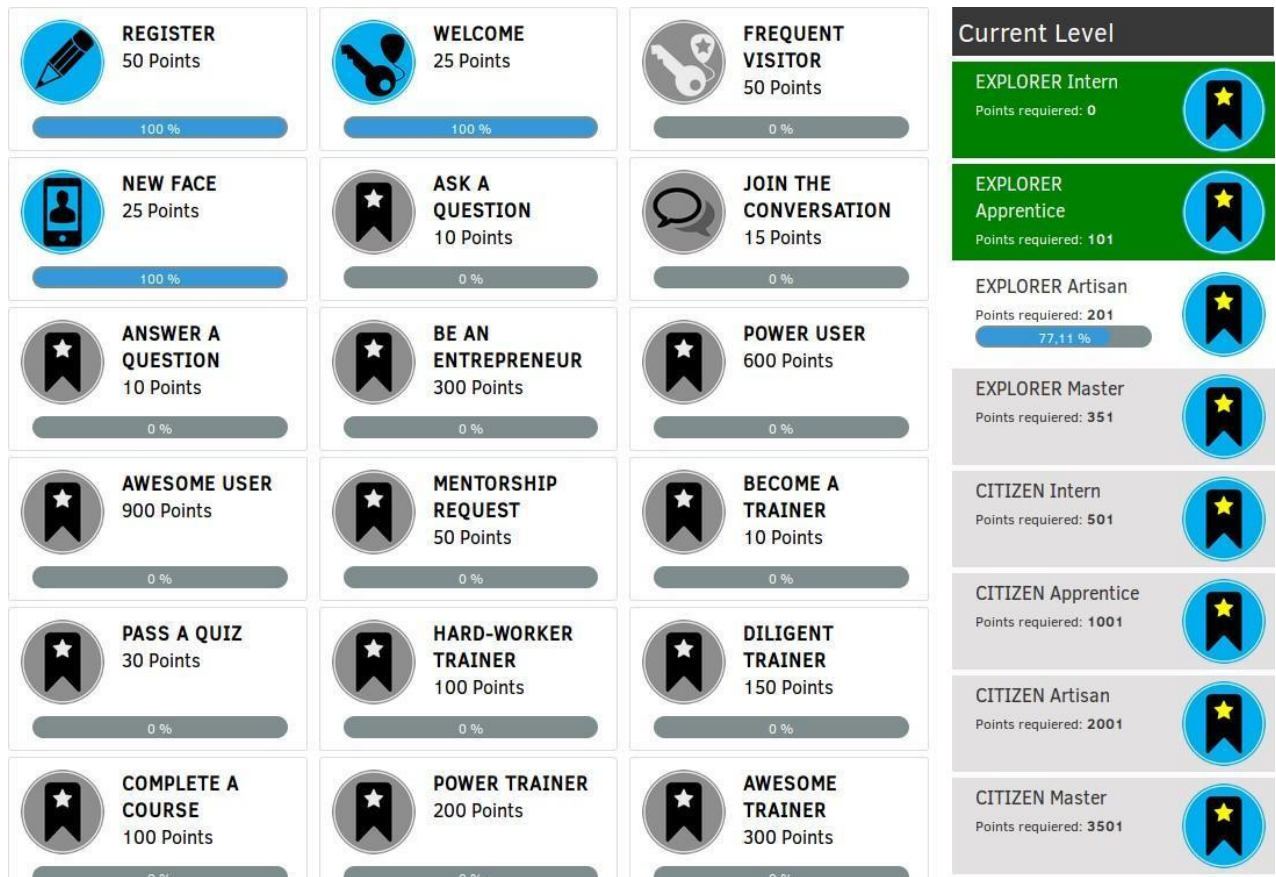 REGISTER
50 Points
100 %
WELCOME
25 Points
100 %
FREQUENT
VISITOR
50 Points
0 %
NEW FACE
25 Points
100 %
ASK A
QUESTION
10 Points
0 %
JOIN THE
CONVERSATION
15 Points
0 %
ANSWER A
QUESTION
10 Points
0 %
BE AN
ENTREPRENEUR
300 Points
0 %
POWER USER
600 Points
0 %
AWESOME USER
900 Points
0 %
MENTORSHIP
REQUEST
50 Points
0 %
BECOME A
TRAINER
10 Points
0 %
PASS A QUIZ
30 Points
0 %
HARD-WORKER
TRAINER
100 Points
0 %
DILIGENT
TRAINER
150 Points
0 %
COMPLETE A
COURSE
100 Points
POWER TRAINER
200 Points
AWESOME
TRAINER
300 Points
Current Level
EXPLORER Intern
Points requiered: 0
EXPLORER
Apprentice
Points requiered: 101
EXPLORER Artisan
Points requiered: 201
77,11 %
EXPLORER Master
Points requiered: 351
CITIZEN Intern
Points requiered: 501
CITIZEN Apprentice
Points requiered: 1001
CITIZEN Artisan
Points requiered: 2001
CITIZEN Master
Points requiered: 3501